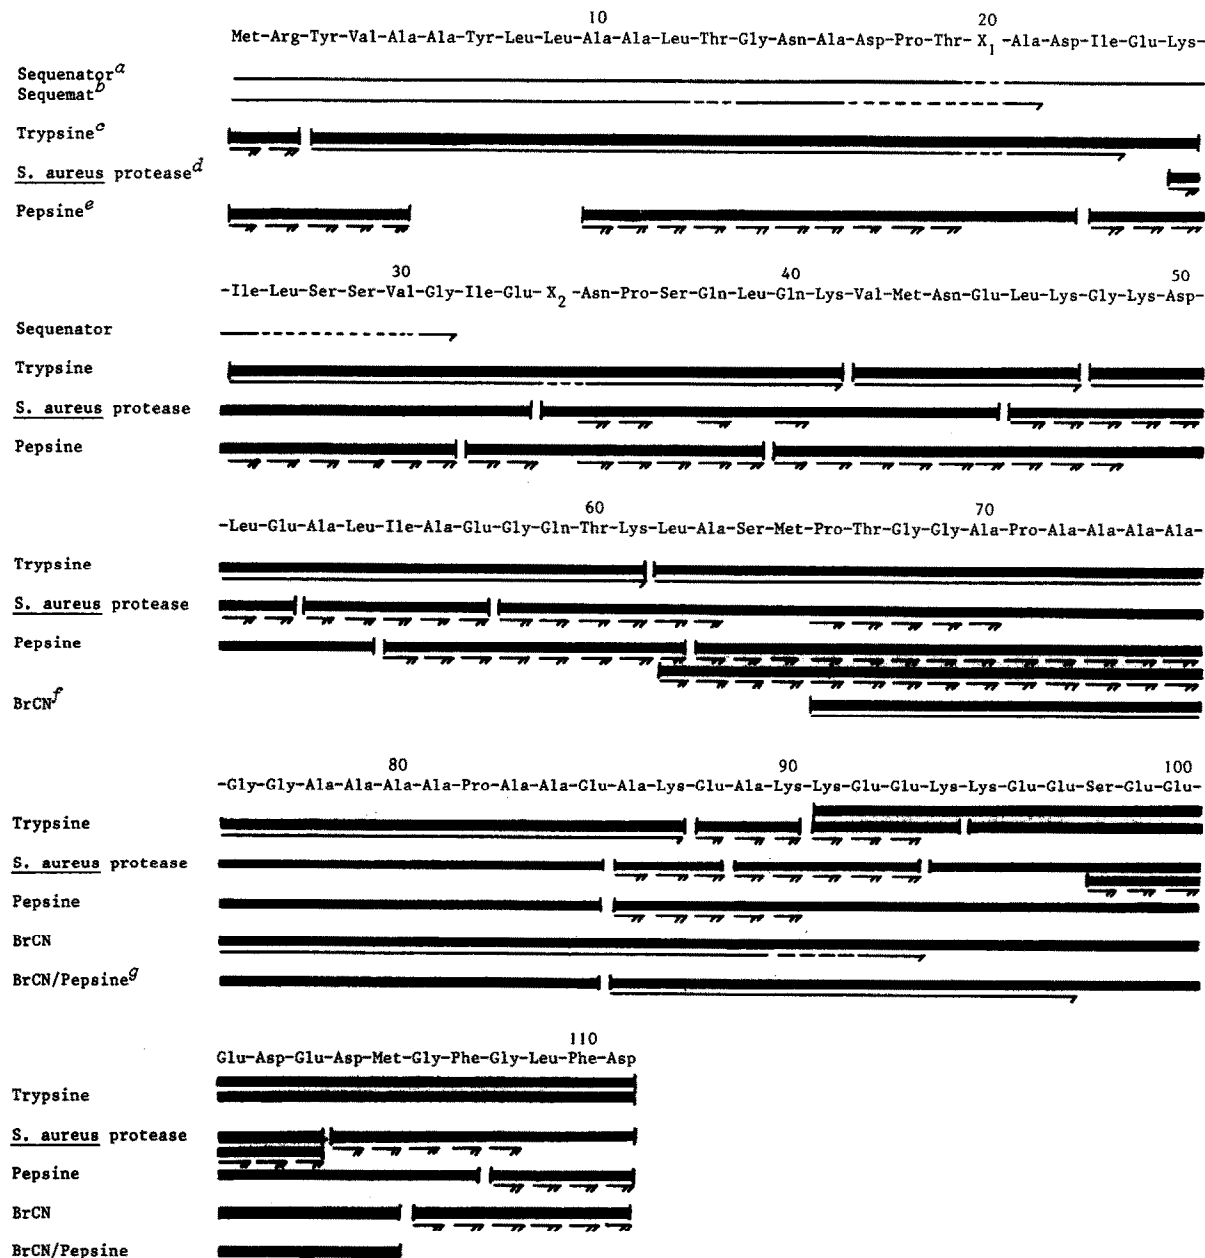 10 20
Met-Arg-Tyr-Val-Ala-Ala-Tyr-Leu-Leu-Ala-Ala-Leu-Thr-Gly-Asn-Ala-Asp-Pro-Thr-X1-Ala-Asp-Ile-Glu-Lys-
Sequenator a
Sequemat b
Trypsine c
S. aureus protease d
Pepsine e
30 40 50
-Ile-Leu-Ser-Ser-Val-Gly-Ile-Glu-X2-Asn-Pro-Ser-Gln-Leu-Gln-Lys-Val-Met-Asn-Glu-Leu-Lys-Gly-Lys-Asp-
Sequenator
Trypsine
S. aureus protease
Pepsine
60 70
-Leu-Glu-Ala-Leu-Ile-Ala-Glu-Gly-Gln-Thr-Lys-Leu-Ala-Ser-Met-Pro-Thr-Gly-Gly-Ala-Pro-Ala-Ala-Ala-Ala-
Trypsine
S. aureus protease
Pepsine
BrCN f
80 90 100
-Gly-Gly-Ala-Ala-Ala-Ala-Pro-Ala-Ala-Glu-Ala-Lys-Glu-Ala-Lys-Lys-Glu-Glu-Lys-Lys-Glu-Glu-Ser-Glu-Glu-
Trypsine
S. aureus protease
Pepsine
BrCN
BrCN/Pepsine g
110
Glu-Asp-Glu-Asp-Met-Gly-Phe-Gly-Leu-Phe-Asp
Trypsine
S. aureus protease
Pepsine
BrCN
BrCN/Pepsine